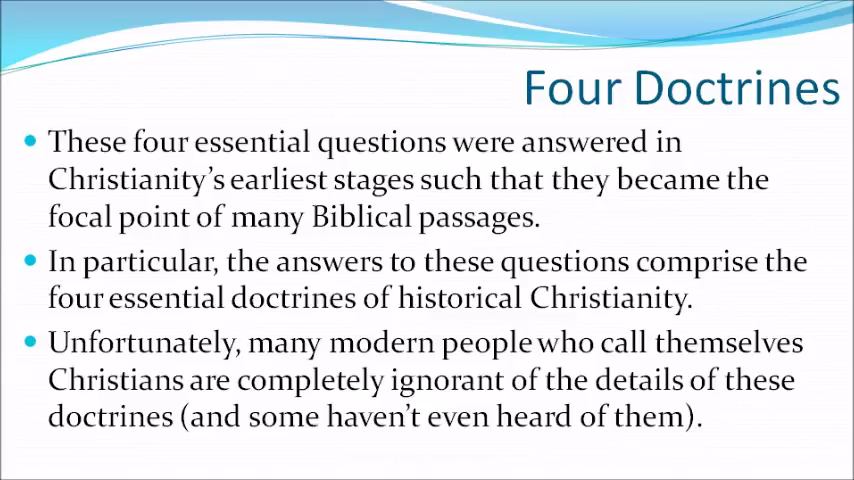 Four Doctrines
These four essential questions were answered in
Christianity's earliest stages such that they became the
focal point of many Biblical passages.
In particular, the answers to these questions comprise the
four essential doctrines of historical Christianity.
Unfortunately, many modern people who call themselves
Christians are completely ignorant of the details of these
doctrines (and some haven't even heard of them).